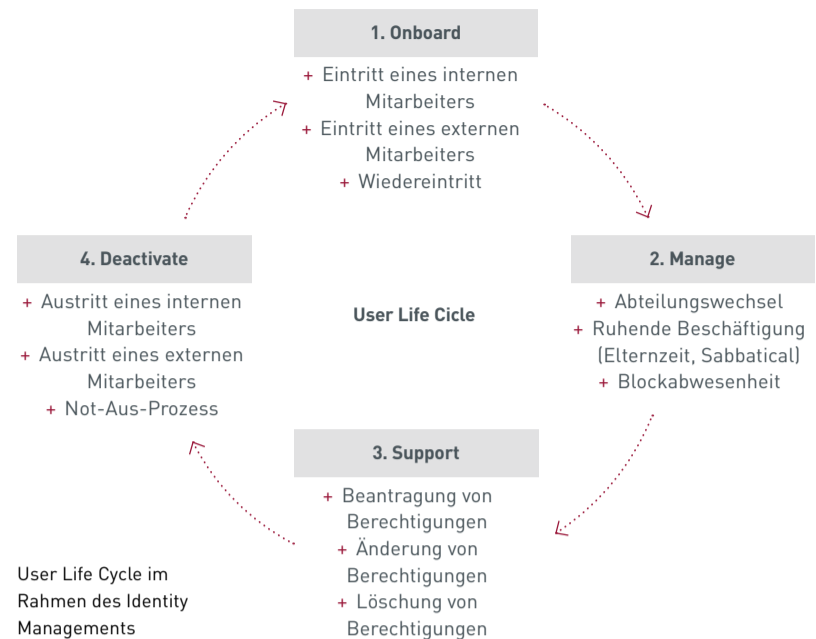 1. Onboard
+ Eintritt eines internen
Mitarbeiters
+ Eintritt eines externen
Mitarbeiters
+ Wiedereintritt
2. Manage
+ Abteilungswechsel
+ Ruhende Beschäftigung
(Elternzeit, Sabbatical)
+ Blockabwesenheit
3. Support
+ Beantragung von
Berechtigungen
+ Änderung von
Berechtigungen
+ Löschung von
Berechtigungen
4. Deactivate
+ Austritt eines internen
Mitarbeiters
+ Austritt eines externen
Mitarbeiters
+ Not-Aus-Prozess
User Life Cicle
User Life Cycle im
Rahmen des Identity
Managements